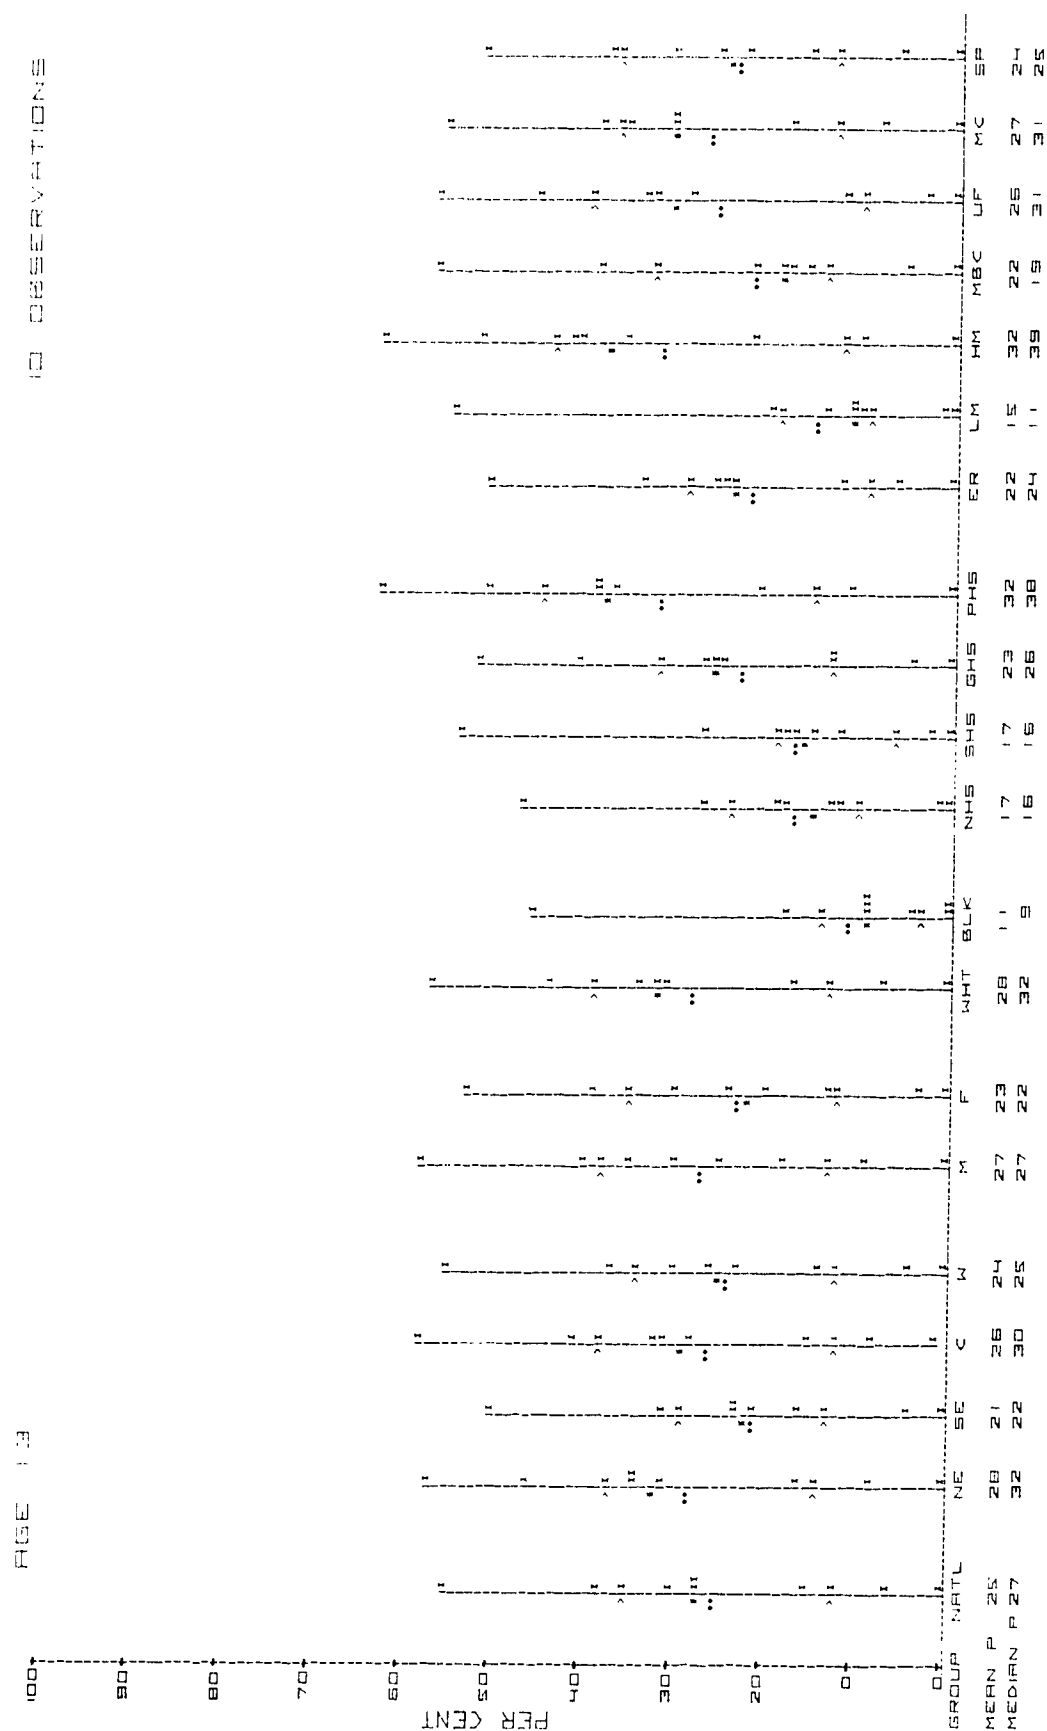 AGE 13
10 OBSERVATIONS
PER CENT
100
90
80
70
60
50
40
30
20
10
0
GROUP NATL NE SE C W M F WHT BLK NHS SHS GHS PHS ER LM HM MBC UF MC SP
MEAN P 25 28 21 26 24 27 23 28 11 17 17 23 32 22 15 32 22 26 27 24
MEDIAN P 27 32 22 30 25 27 22 32 9 16 16 26 38 24 11 39 19 31 31 25